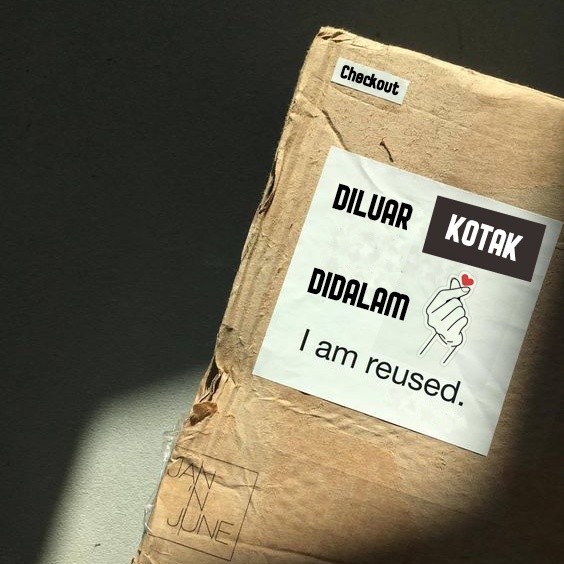 Checkout
DILUAR KOTAK
DIDALAM
I am reused.
JAN
N
JUNE